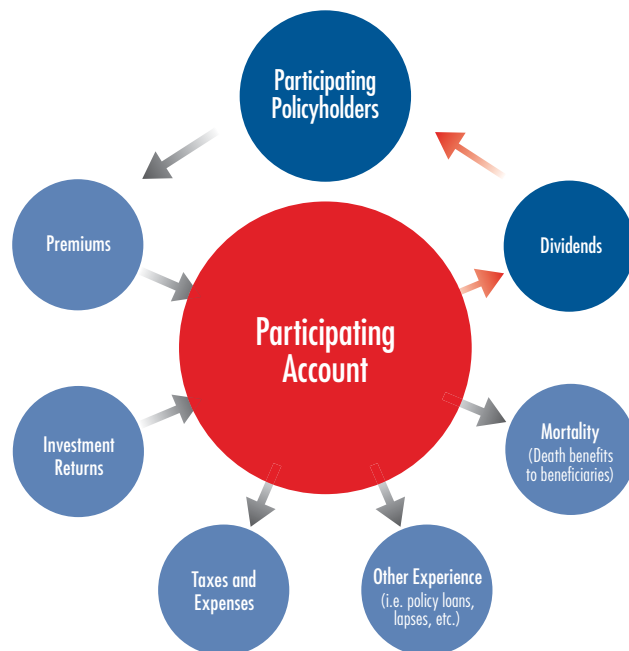 Participating
Policyholders
Premiums
Dividends
Participating
Account
Investment
Returns
Mortality
(Death benefits
to beneficiaries)
Taxes and
Expenses
Other Experience
(i.e. policy loans,
lapses, etc.)